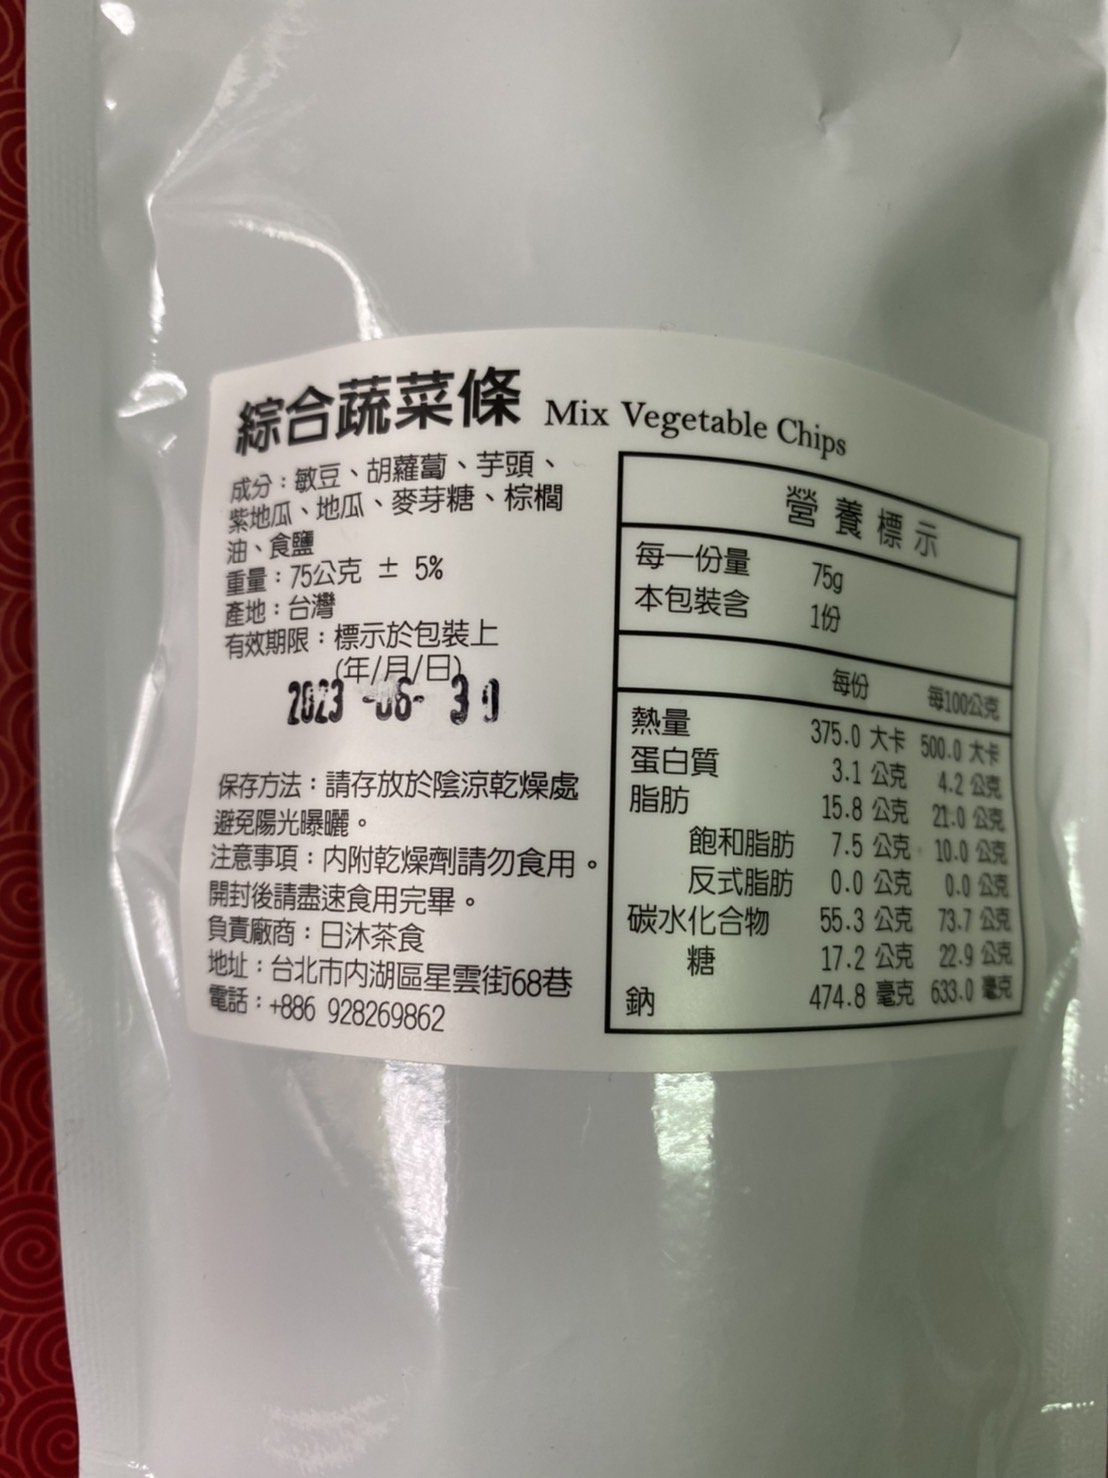 綜合蔬菜條 Mix Vegetable Chips
成分：敏豆、胡蘿蔔、芋頭、
紫地瓜、地瓜、麥芽糖、棕櫚
油、食鹽
重量：75公克 ± 5%
產地：台灣
有效期限：標示於包裝上
(年/月/日)
2023 -06- 30
保存方法：請存放於陰涼乾燥處
避免陽光曝曬。
注意事項：內附乾燥劑請勿食用。
開封後請盡速食用完畢。
負責廠商：日沐茶食
地址：台北市內湖區星雲街68巷
電話：+886 928269862
營養標示
每一份量 75g
本包裝含 1份
每份 每100公克
熱量 375.0 大卡 500.0 大卡
蛋白質 3.1 公克 4.2 公克
脂肪 15.8 公克 21.0 公克
飽和脂肪 7.5 公克 10.0 公克
反式脂肪 0.0 公克 0.0 公克
碳水化合物 55.3 公克 73.7 公克
糖 17.2 公克 22.9 公克
鈉 474.8 毫克 633.0 毫克